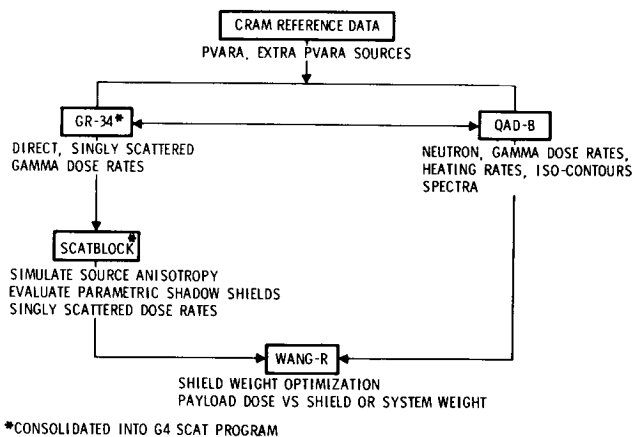 CRAM REFERENCE DATA
PVARA, EXTRA PVARA SOURCES
GR-34*
DIRECT, SINGLY SCATTERED
GAMMA DOSE RATES
QAD-B
NEUTRON, GAMMA DOSE RATES,
HEATING RATES, ISO-CONTOURS
SPECTRA
SCATBLOCK*
SIMULATE SOURCE ANISOTROPY
EVALUATE PARAMETRIC SHADOW SHIELDS
SINGLY SCATTERED DOSE RATES
WANG-R
SHIELD WEIGHT OPTIMIZATION
PAYLOAD DOSE VS SHIELD OR SYSTEM WEIGHT
*CONSOLIDATED INTO G4 SCAT PROGRAM